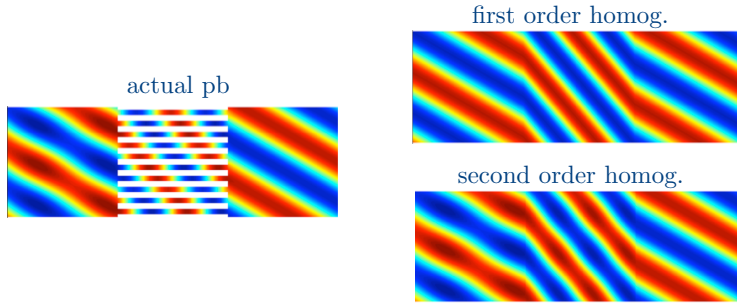 first order homog.
actual pb
second order homog.